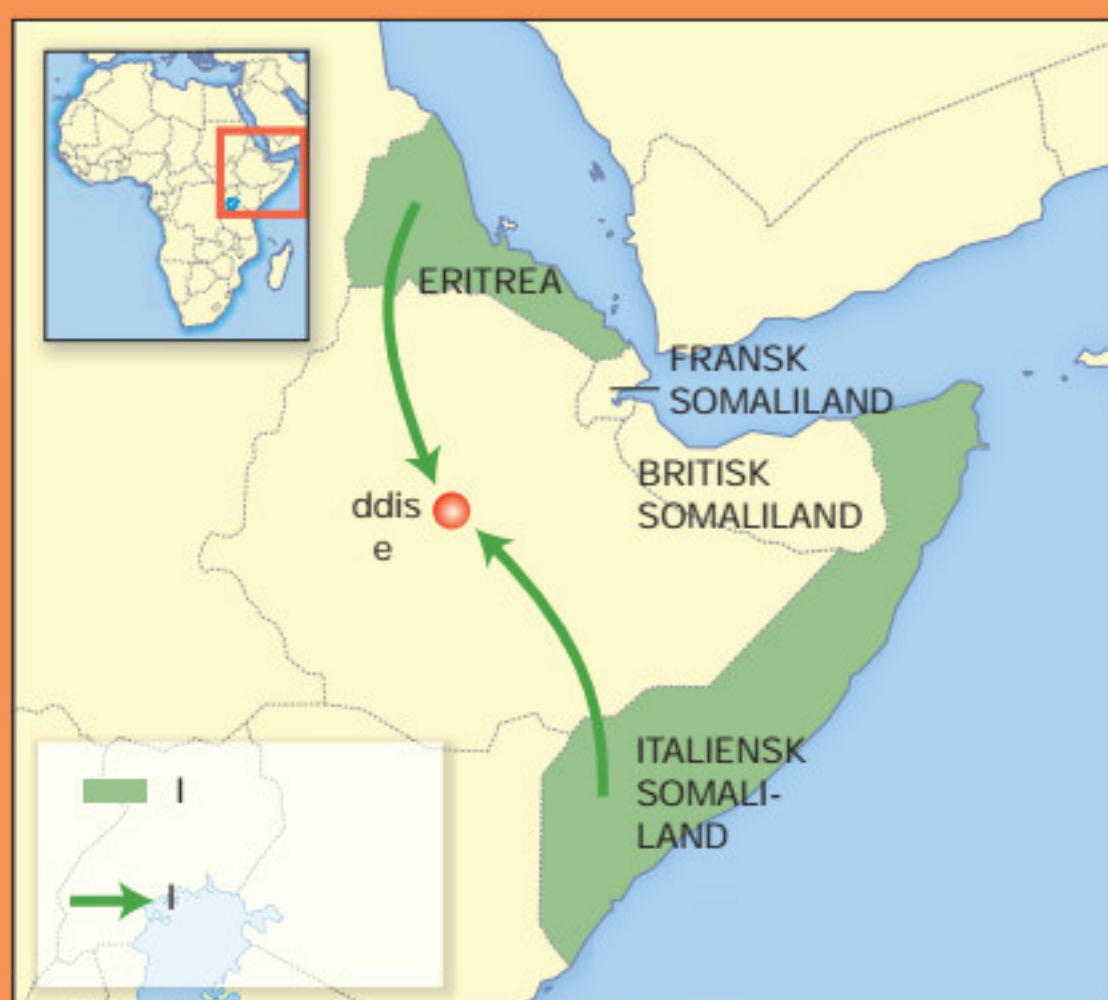 ERITREA
FRANSK
SOMALILAND
BRITISK
SOMALILAND
ddis
e
ITALIENSK
SOMALI-
LAND
I
I